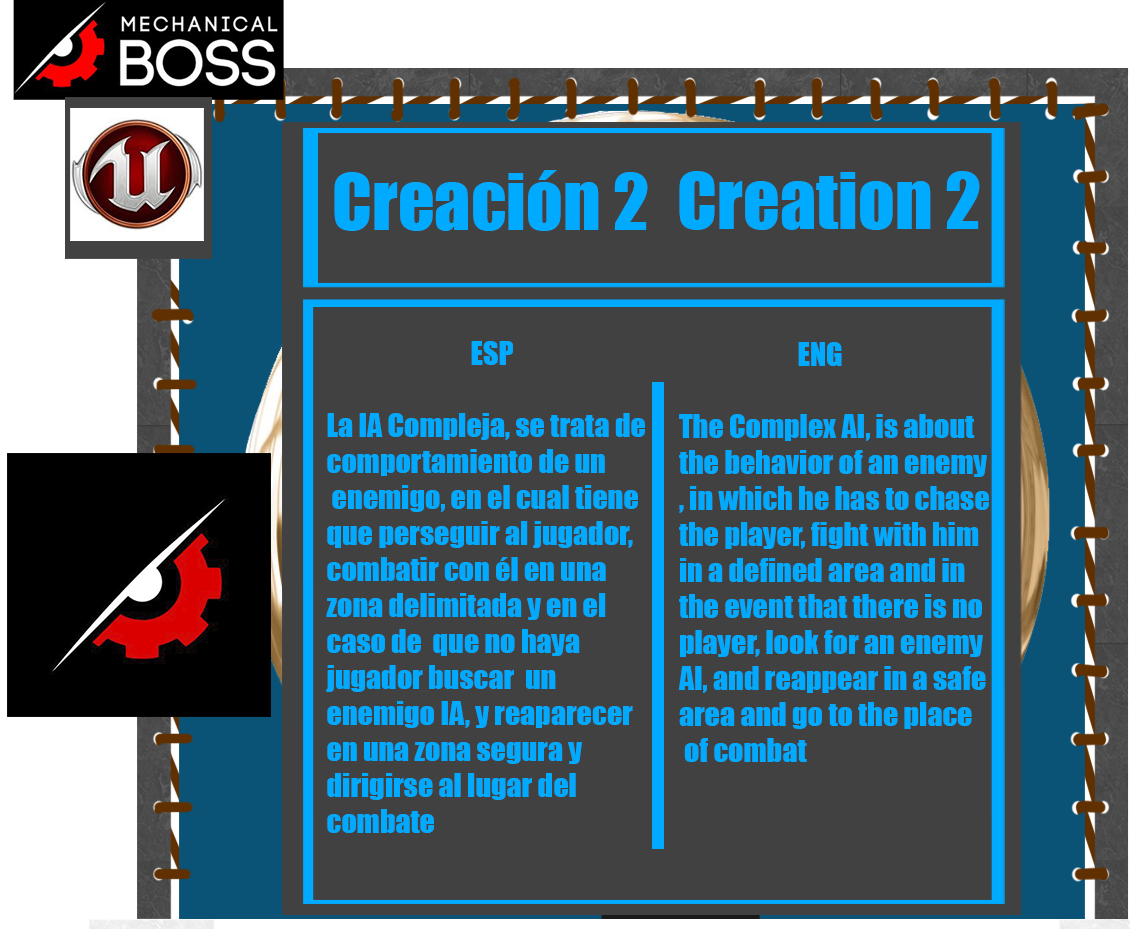 MECHANICAL
BOSS
Creación 2 Creation 2
ESP
La IA Compleja, se trata de
comportamiento de un
enemigo, en el cual tiene
que perseguir al jugador,
combatir con él en una
zona delimitada y en el
caso de que no haya
jugador buscar un
enemigo IA, y reaparecer
en una zona segura y
dirigirse al lugar del
combate
ENG
The Complex AI, is about
the behavior of an enemy
, in which he has to chase
the player, fight with him
in a defined area and in
the event that there is no
player, look for an enemy
AI, and reappear in a safe
area and go to the place
of combat